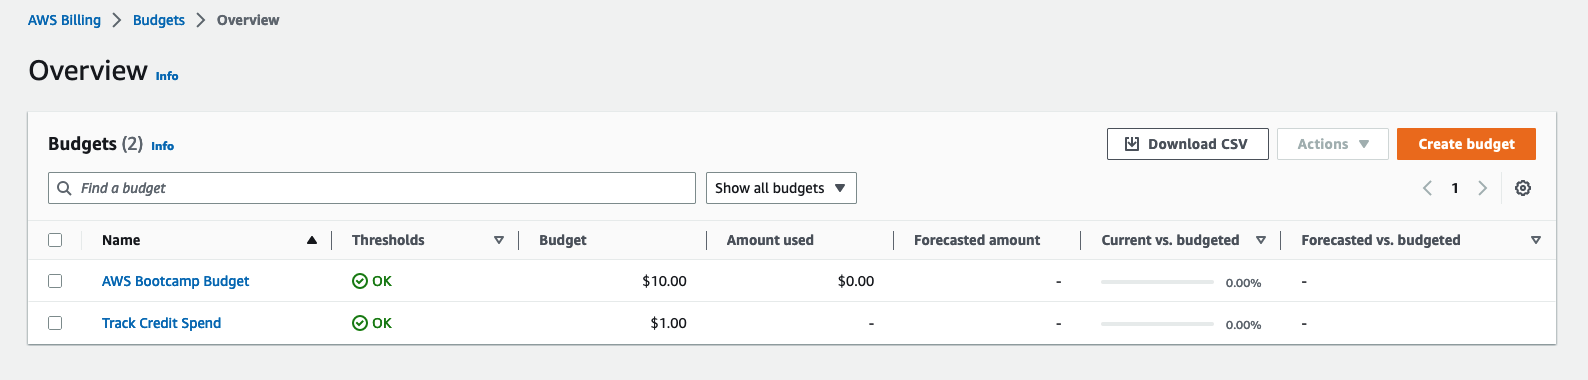 AWS Billing > Budgets > Overview
Overview Info
Budgets (2) Info
Download CSV Actions Create budget
Find a budget Show all budgets 1
Name Thresholds Budget Amount used Forecasted amount Current vs. budgeted Forecasted vs. budgeted
AWS Bootcamp Budget OK $10.00 $0.00 - 0.00% -
Track Credit Spend OK $1.00 - - 0.00% -